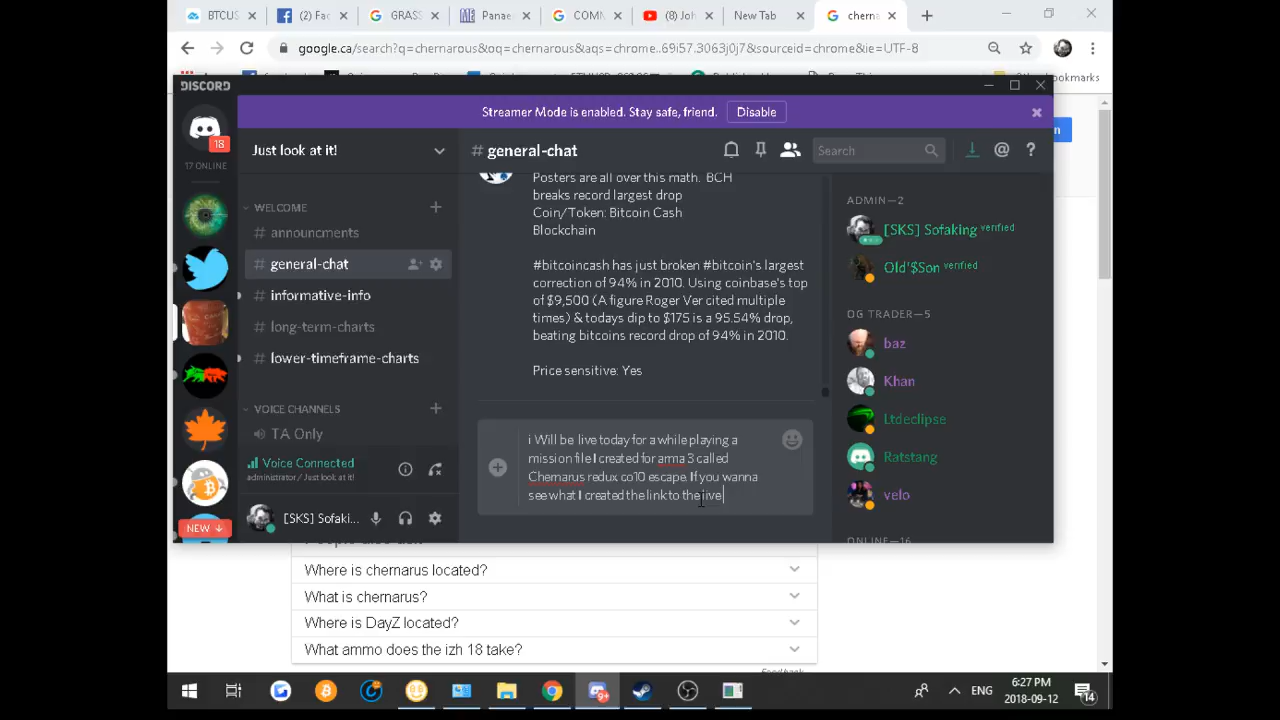 BTCUS
(2) Fac
GRASS
Panae
COMN
(8) Joh
New Tab
cherna
google.ca/search?q=chernarous&oq=chernarous&aqs=chrome..69i57.3063j0j7&sourceid=chrome&ie=UTF-8
DISCORD
Streamer Mode is enabled. Stay safe, friend.
Disable
18
17 ONLINE
Just look at it!
# general-chat
Search
WELCOME
# announcments
# general-chat
# informative-info
# long-term-charts
# lower-timeframe-charts
VOICE CHANNELS
TA Only
Voice Connected
administrator / Just look at it!
[SKS] Sofaki...
NEW ↓
Posters are all over this math. BCH
breaks record largest drop
Coin/Token: Bitcoin Cash
Blockchain
#bitcoincash has just broken #bitcoin's largest
correction of 94% in 2010. Using coinbase's top
of $9,500 (A figure Roger Ver cited multiple
times) & todays dip to $175 is a 95.54% drop,
beating bitcoins record drop of 94% in 2010.
Price sensitive: Yes
i Will be live today for a while playing a
mission file I created for arma 3 called
Chernarus redux co10 escape. If you wanna
see what I created the link to the live
ADMIN—2
[SKS] Sofaking verified
Old'$Son verified
OG TRADER—5
baz
Khan
Ltdeclipse
Ratstang
velo
ONLINE—16
Where is chernarus located?
What is chernarus?
Where is DayZ located?
What ammo does the izh 18 take?
Feedback
ENG
6:27 PM
2018-09-12
14